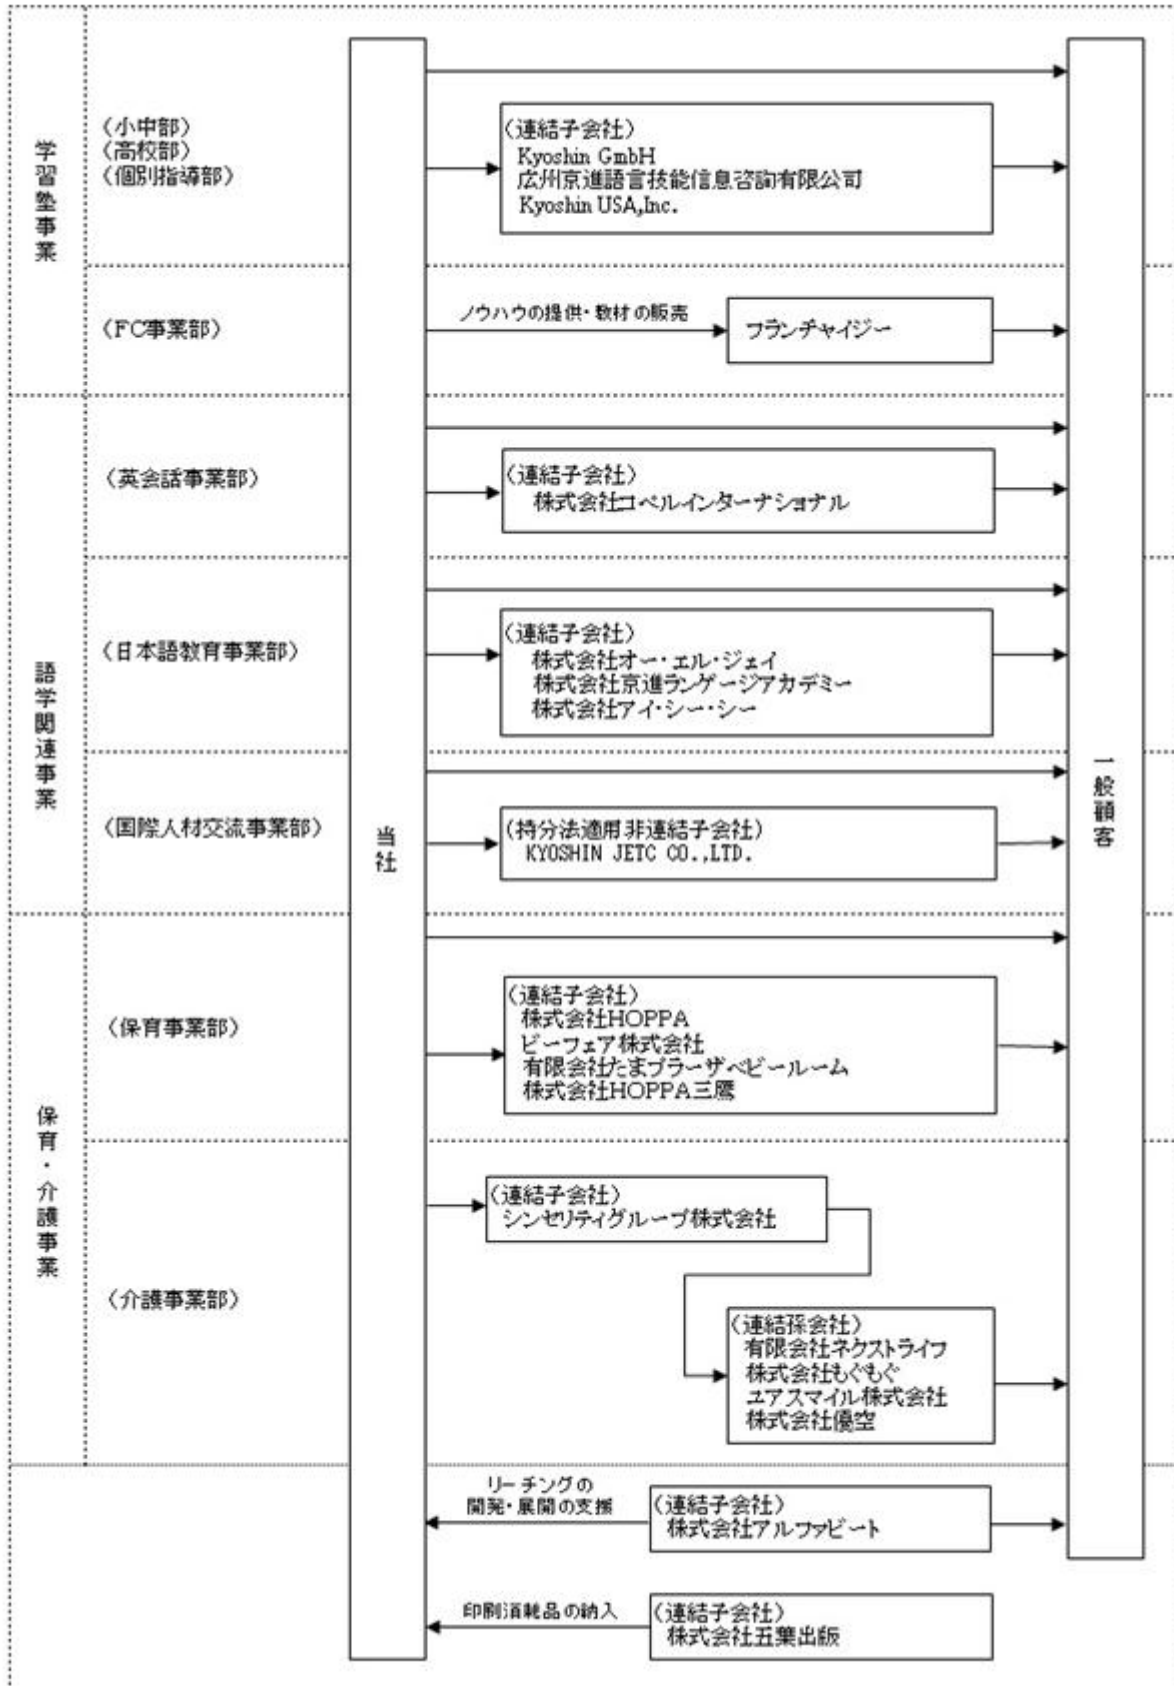 学習塾事業
〈小中部〉
〈高校部〉
〈個別指導部〉
〈連結子会社〉
Kyoshin GmbH
広州京進語言技能信息咨詢有限公司
Kyoshin USA,Inc.
〈FC事業部〉
ノウハウの提供・教材の販売
フランチャイジー
語学関連事業
〈英会話事業部〉
〈連結子会社〉
株式会社コペルインターナショナル
〈日本語教育事業部〉
〈連結子会社〉
株式会社オー・エル・ジェイ
株式会社京進ランゲージアカデミー
株式会社アイ・シー・シー
〈国際人材交流事業部〉
〈持分法適用非連結子会社〉
KYOSHIN JETC CO.,LTD.
当社
一般顧客
保育・介護事業
〈保育事業部〉
〈連結子会社〉
株式会社HOPPA
ビーフェア株式会社
有限会社たまプラーザベビールーム
株式会社HOPPA三鷹
〈介護事業部〉
〈連結子会社〉
シンセリティグループ株式会社
〈連結孫会社〉
有限会社ネクストライフ
株式会社もぐもぐ
ユアスマイル株式会社
株式会社優空
リーチングの
開発・展開の支援
〈連結子会社〉
株式会社アルファビート
印刷消耗品の納入
〈連結子会社〉
株式会社五葉出版